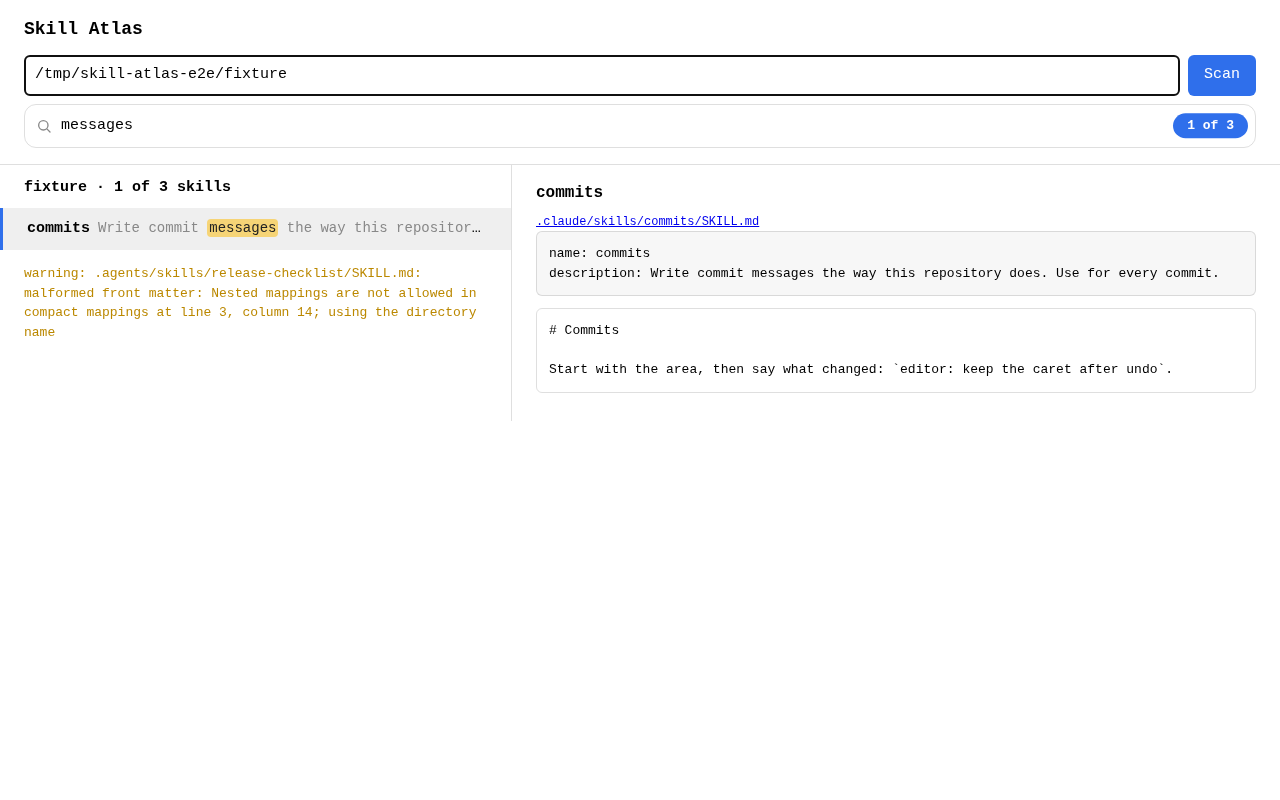 Skill Atlas
/tmp/skill-atlas-e2e/fixture
Scan
messages
1 of 3
fixture · 1 of 3 skills
commits Write commit messages the way this repositor…
warning: .agents/skills/release-checklist/SKILL.md:
malformed front matter: Nested mappings are not allowed in
compact mappings at line 3, column 14; using the directory
name
commits
.claude/skills/commits/SKILL.md
name: commits
description: Write commit messages the way this repository does. Use for every commit.
# Commits
Start with the area, then say what changed: `editor: keep the caret after undo`.